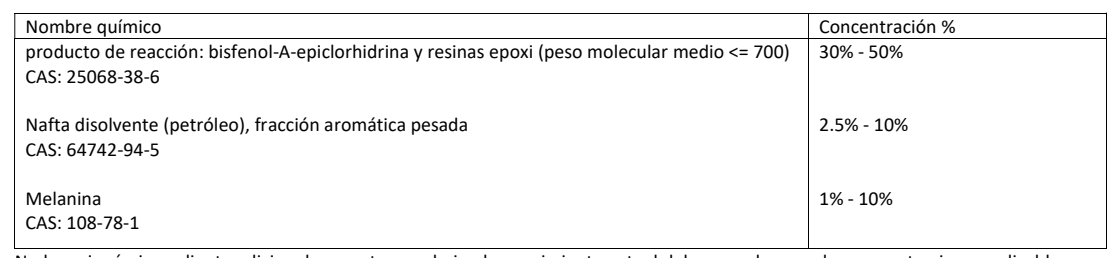 Nombre químico Concentración %
producto de reacción: bisfenol-A-epiclorhidrina y resinas epoxi (peso molecular medio <= 700) 30% - 50%
CAS: 25068-38-6
Nafta disolvente (petróleo), fracción aromática pesada 2.5% - 10%
CAS: 64742-94-5
Melanina 1% - 10%
CAS: 108-78-1